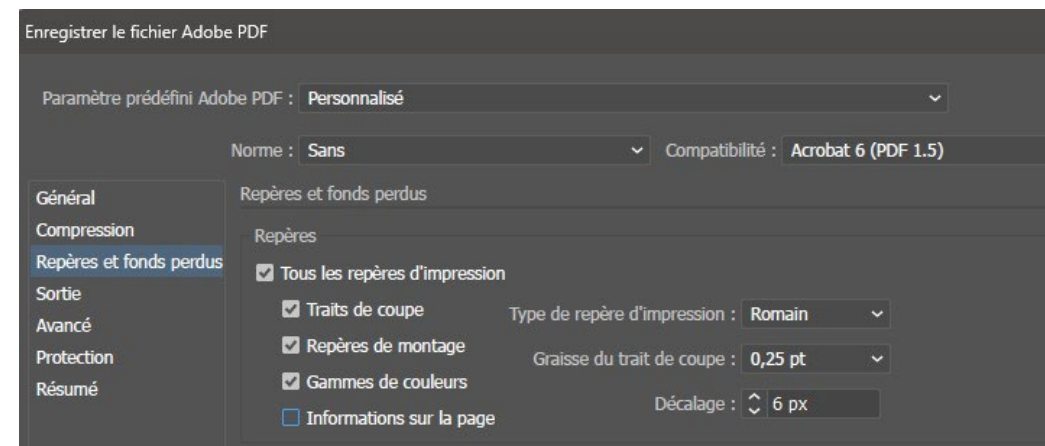 Enregistrer le fichier Adobe PDF
Paramètre prédéfini Adobe PDF : Personnalisé
Norme : Sans Compatibilité : Acrobat 6 (PDF 1.5)
Général
Compression
Repères et fonds perdus
Sortie
Avancé
Protection
Résumé
Repères et fonds perdus
Repères
Tous les repères d'impression
Traits de coupe
Repères de montage
Gammes de couleurs
Informations sur la page
Type de repère d'impression : Romain
Graisse du trait de coupe : 0,25 pt
Décalage : 6 px